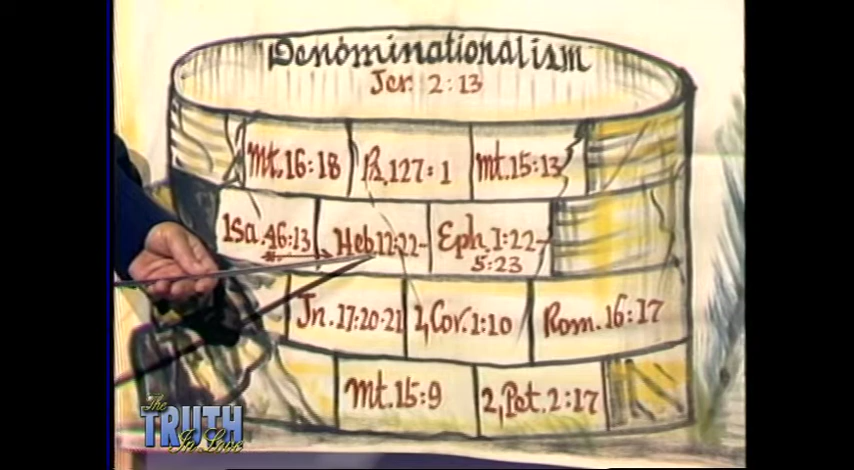 Denominationalism
Jer. 2:13
Mt. 16:18 Ps. 127:1 Mt. 15:13
Isa. 46:13 Heb. 12:22- Eph. 1:22-
5:23
Jn. 17:20-21 1, Cor. 1:10 Rom. 16:17
Mt. 15:9 2, Pet. 2:17
The
TRUTH
In Love